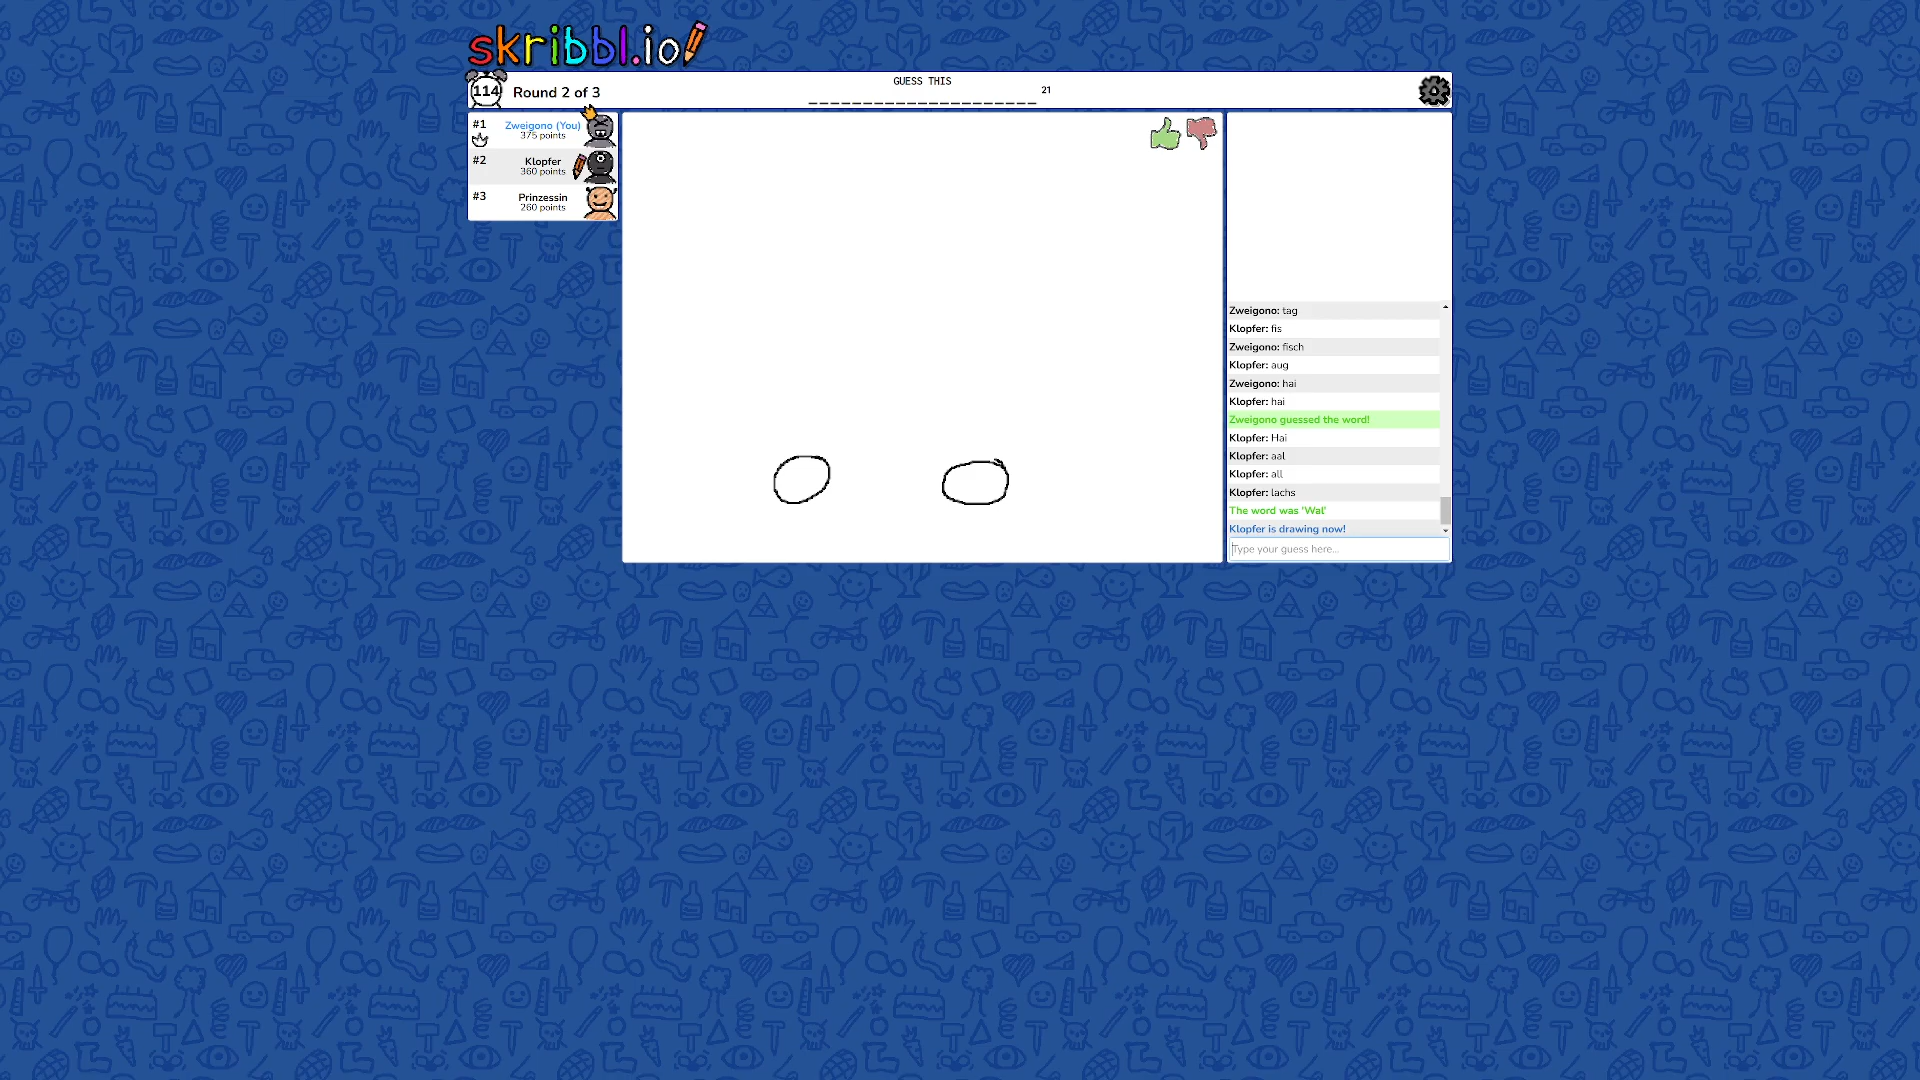 skribbl.io
114
Round 2 of 3
GUESS THIS
_____________________ 21
#1
Zweigono (You)
375 points
#2
Klopfer
360 points
#3
Prinzessin
260 points
Zweigono: tag
Klopfer: fis
Zweigono: fisch
Klopfer: aug
Zweigono: hai
Klopfer: hai
Zweigono guessed the word!
Klopfer: Hai
Klopfer: aal
Klopfer: all
Klopfer: lachs
The word was 'Wal'
Klopfer is drawing now!
Type your guess here...